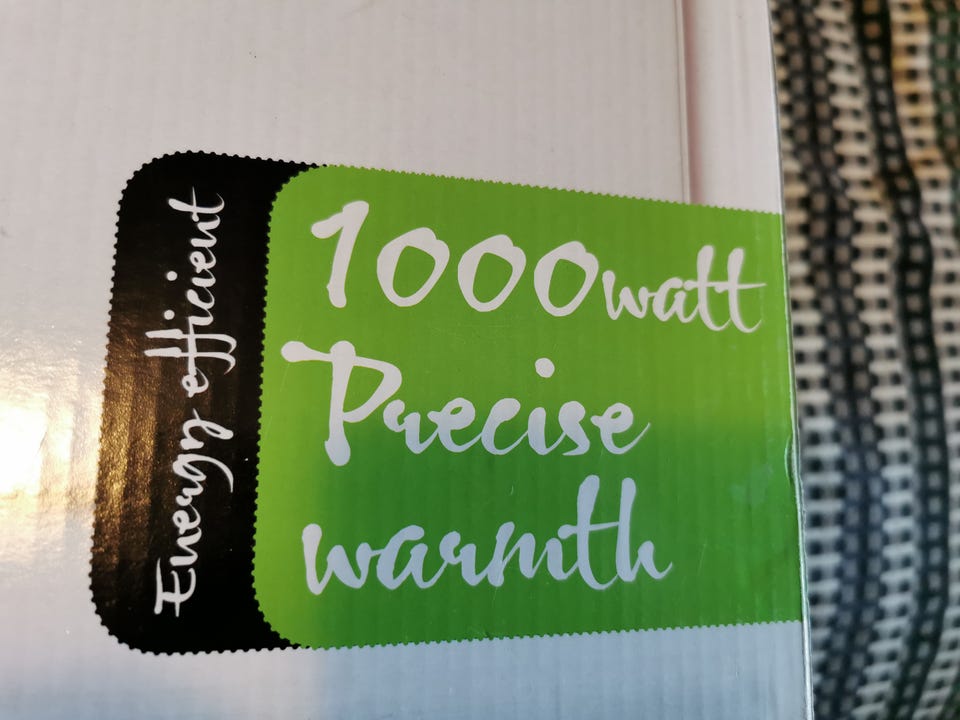 Energy efficient
1000watt
Precise
warmth